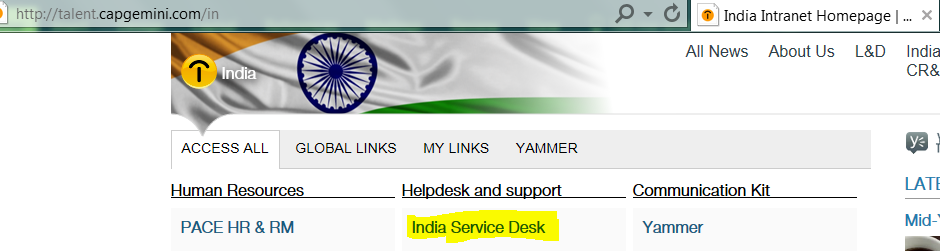 http://talent.capgemini.com/in
India Intranet Homepage | ...
India
All News About Us L&D India
CR&
ACCESS ALL GLOBAL LINKS MY LINKS YAMMER
Human Resources Helpdesk and support Communication Kit
PACE HR & RM India Service Desk Yammer
LATE
Mid-Y